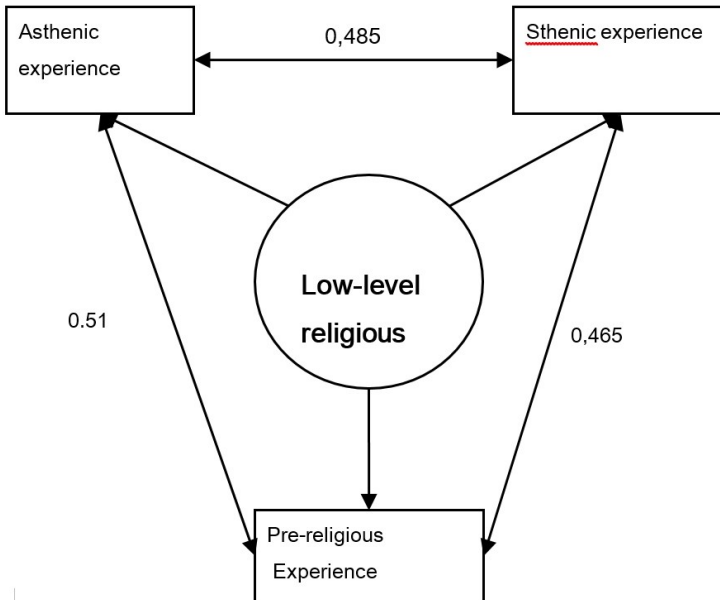 Asthenic
experience
0,485
Sthenic experience
Low-level
religious
0.51
0,465
Pre-religious
Experience